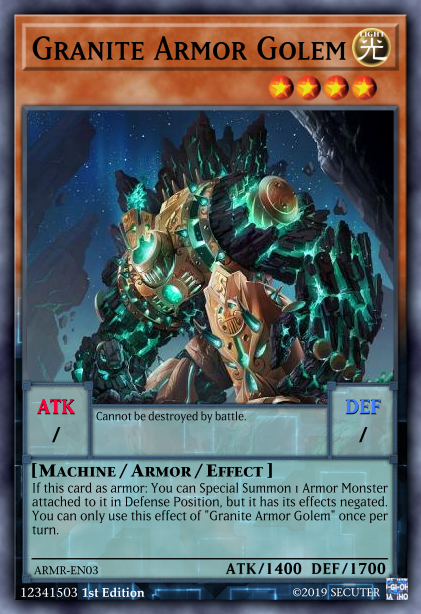 GRANITE ARMOR GOLEM
LIGHT
光
ATK
/
Cannot be destroyed by battle.
DEF
/
[ MACHINE / ARMOR / EFFECT ]
If this card as armor: You can Special Summon 1 Armor Monster
attached to it in Defense Position, but it has its effects negated.
You can only use this effect of "Granite Armor Golem" once per
turn.
ARMR-EN03
ATK/1400 DEF/1700
12341503 1st Edition
©2019 SECUTER